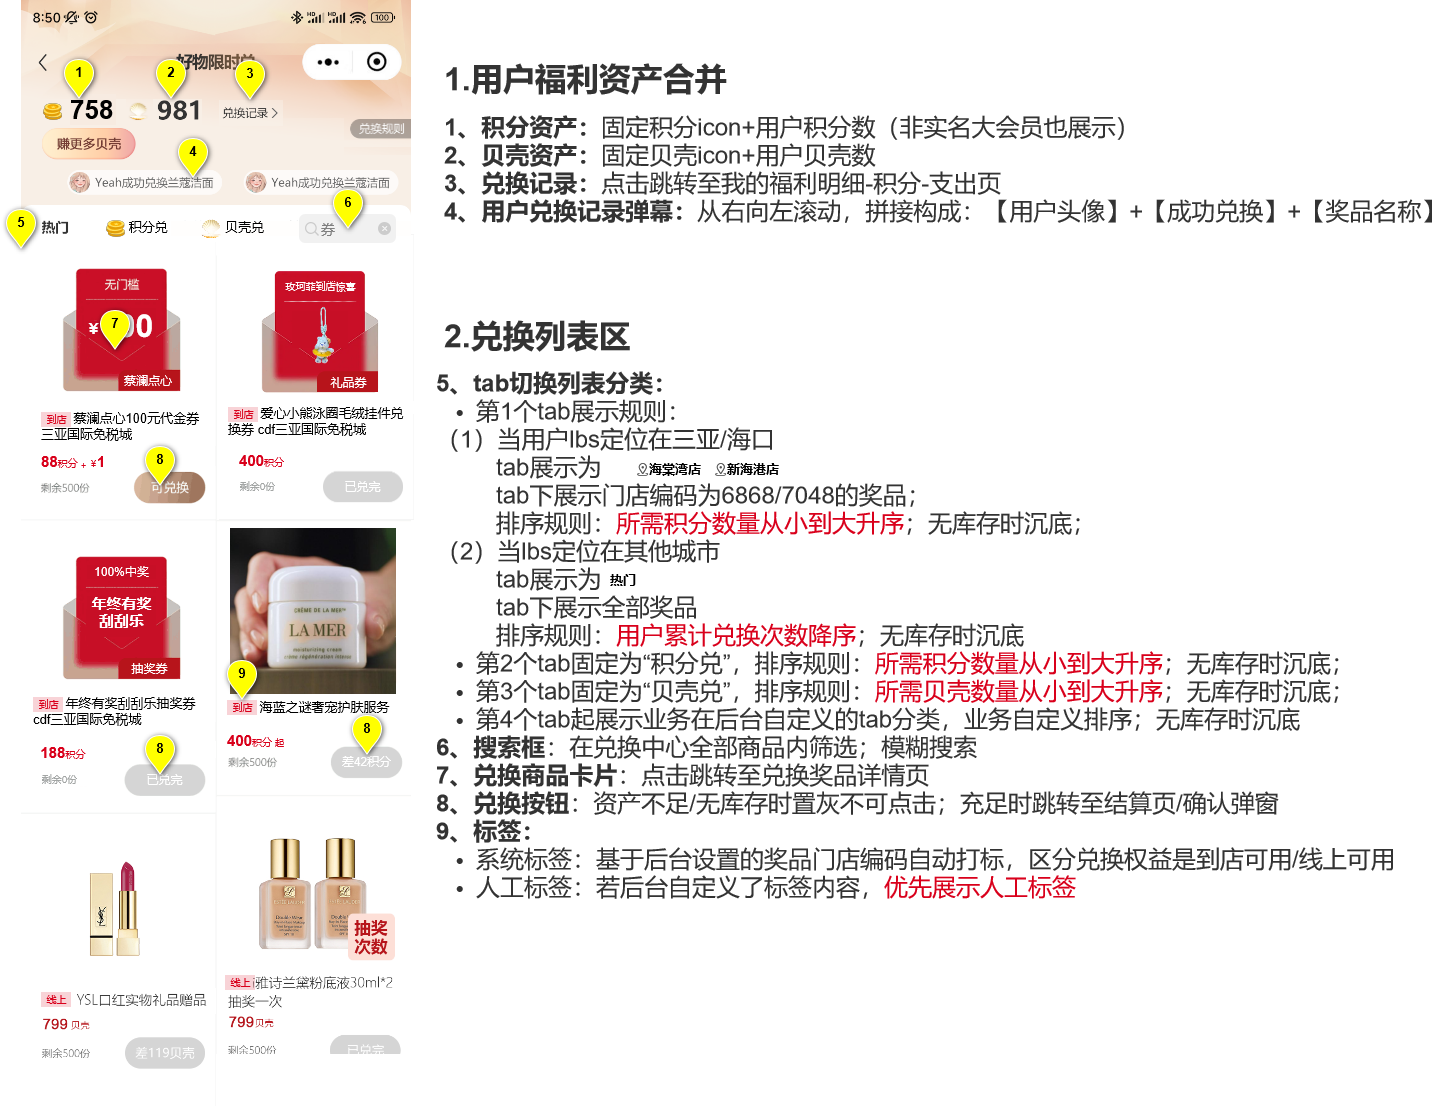 8:50
HD HD 100
好物限时兑
1
2
3
758
981
兑换记录
兑换规则
赚更多贝壳
4
Yeah成功兑换兰蔻洁面
Yeah成功兑换兰蔻洁面
5
6
热门
积分兑
贝壳兑
券
无门槛
¥
00
7
蔡澜点心
到店 蔡澜点心100元代金券
三亚国际免税城
88积分 + ¥1
8
剩余500份
可兑换
玫珂菲到店惊喜
礼品券
到店 爱心小熊泳圈毛绒挂件兑
换券 cdf三亚国际免税城
400积分
剩余0份
已兑完
100%中奖
年终有奖
刮刮乐
抽奖券
到店 年终有奖刮刮乐抽奖券
cdf三亚国际免税城
188积分
8
剩余0份
已兑完
CRÈME DE LA MER™
LA MER
moisturizing cream
crème régénération intense
9
到店 海蓝之谜奢宠护肤服务
8
400积分 起
剩余500份
差42积分
YSL
线上 YSL口红实物礼品赠品
799 贝壳
剩余500份
差119贝壳
Double Wear
Double Wear
抽奖
次数
线上 雅诗兰黛粉底液30ml*2
抽奖一次
799贝壳
剩余500份
已兑完
1.用户福利资产合并
1、积分资产：固定积分icon+用户积分数（非实名大会员也展示）
2、贝壳资产：固定贝壳icon+用户贝壳数
3、兑换记录：点击跳转至我的福利明细-积分-支出页
4、用户兑换记录弹幕：从右向左滚动，拼接构成：【用户头像】+【成功兑换】+【奖品名称】
2.兑换列表区
5、tab切换列表分类：
• 第1个tab展示规则：
（1）当用户lbs定位在三亚/海口
tab展示为 海棠湾店 新海港店
tab下展示门店编码为6868/7048的奖品；
排序规则：所需积分数量从小到大升序；无库存时沉底；
（2）当lbs定位在其他城市
tab展示为 热门
tab下展示全部奖品
排序规则：用户累计兑换次数降序；无库存时沉底
• 第2个tab固定为“积分兑”，排序规则：所需积分数量从小到大升序；无库存时沉底；
• 第3个tab固定为“贝壳兑”，排序规则：所需贝壳数量从小到大升序；无库存时沉底；
• 第4个tab起展示业务在后台自定义的tab分类，业务自定义排序；无库存时沉底
6、搜索框：在兑换中心全部商品内筛选；模糊搜索
7、兑换商品卡片：点击跳转至兑换奖品详情页
8、兑换按钮：资产不足/无库存时置灰不可点击；充足时跳转至结算页/确认弹窗
9、标签：
• 系统标签：基于后台设置的奖品门店编码自动打标，区分兑换权益是到店可用/线上可用
• 人工标签：若后台自定义了标签内容，优先展示人工标签